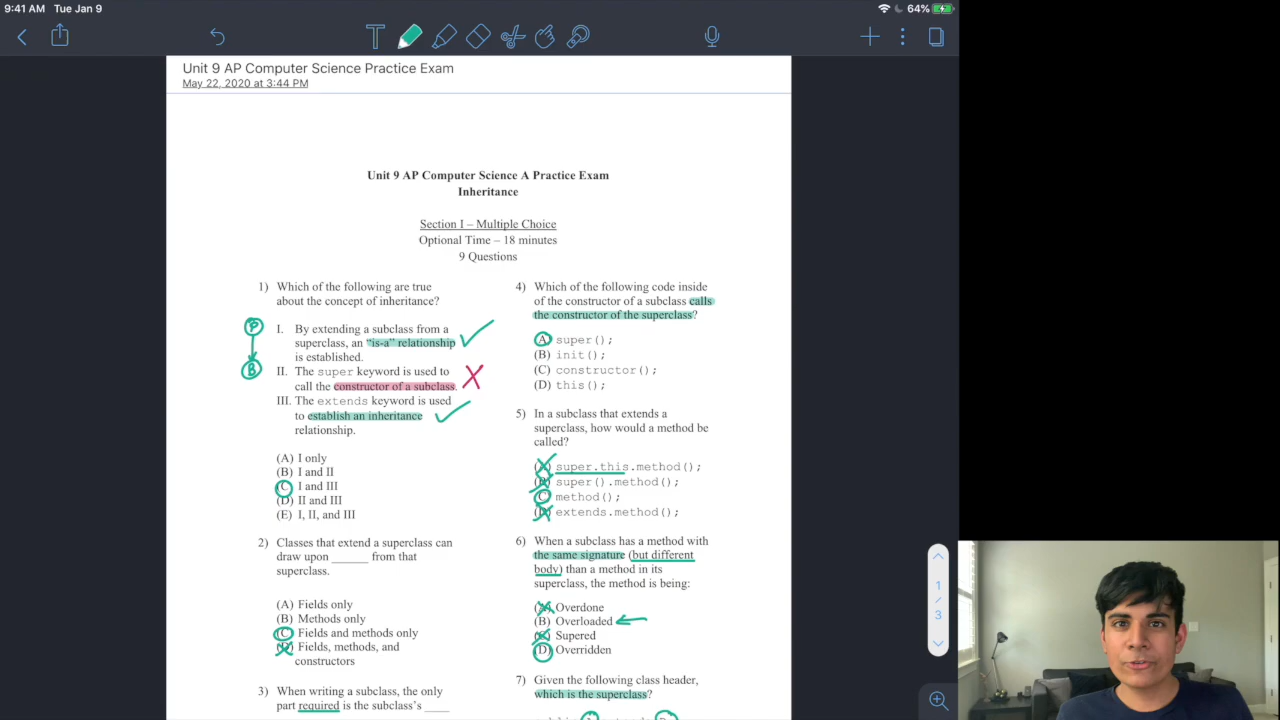 9:41 AM Tue Jan 9
64%
Unit 9 AP Computer Science Practice Exam
May 22, 2020 at 3:44 PM
Unit 9 AP Computer Science A Practice Exam
Inheritance
Section I – Multiple Choice
Optional Time – 18 minutes
9 Questions
1) Which of the following are true
about the concept of inheritance?
P
B
I. By extending a subclass from a
superclass, an "is-a" relationship
is established.
II. The super keyword is used to
call the constructor of a subclass.
III. The extends keyword is used
to establish an inheritance
relationship.
(A) I only
(B) I and II
(C) I and III
(D) II and III
(E) I, II, and III
2) Classes that extend a superclass can
draw upon ______ from that
superclass.
(A) Fields only
(B) Methods only
(C) Fields and methods only
(D) Fields, methods, and
constructors
3) When writing a subclass, the only
part required is the subclass's ____
4) Which of the following code inside
of the constructor of a subclass calls
the constructor of the superclass?
(A) super();
(B) init();
(C) constructor();
(D) this();
5) In a subclass that extends a
superclass, how would a method be
called?
(A) super.this.method();
(B) super().method();
(C) method();
(D) extends.method();
6) When a subclass has a method with
the same signature (but different
body) than a method in its
superclass, the method is being:
(A) Overdone
(B) Overloaded
(C) Supered
(D) Overridden
7) Given the following class header,
which is the superclass?
1
/
3